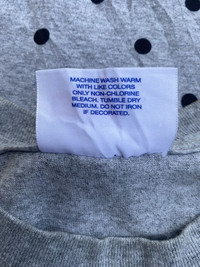 MACHINE WASH WARM
WITH LIKE COLORS
ONLY NON-CHLORINE
BLEACH. TUMBLE DRY
MEDIUM. DO NOT IRON
IF DECORATED.